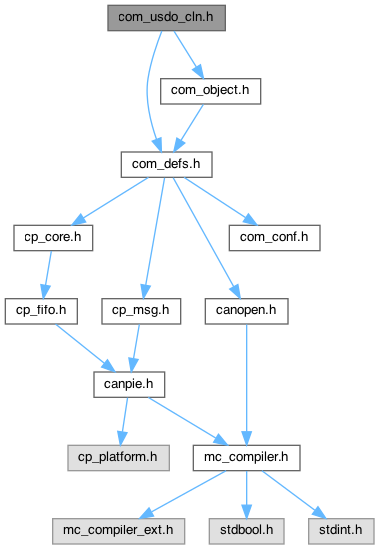 com_usdo_cln.h
com_object.h
com_defs.h
cp_core.h
com_conf.h
cp_fifo.h
cp_msg.h
canopen.h
canpie.h
cp_platform.h
mc_compiler.h
mc_compiler_ext.h
stdbool.h
stdint.h